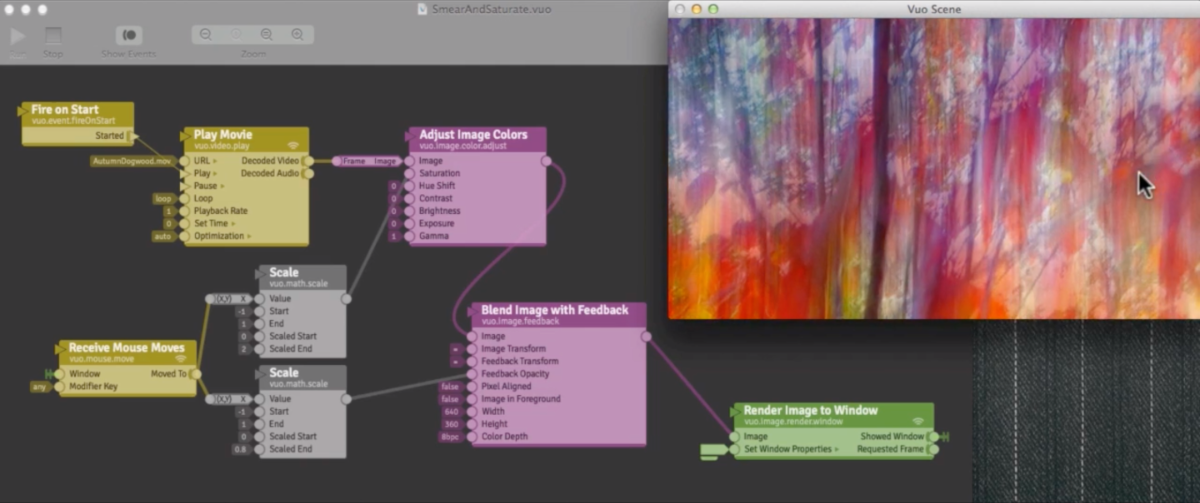 SmearAndSaturate.vuo
Vuo Scene
Stop
Show Events
Zoom
Fire on Start
vuo.event.fireOnStart
Started
Play Movie
vuo.video.play
AutumnDogwood.mov
URL
Decoded Video
Play
Decoded Audio
Pause
loop
Loop
1
Playback Rate
0
Set Time
auto
Optimization
Frame Image
Adjust Image Colors
vuo.image.color.adjust
Image
Saturation
0
Hue Shift
0
Contrast
0
Brightness
0
Exposure
1
Gamma
Scale
vuo.math.scale
(X,Y) X
Value
-1
Start
1
End
0
Scaled Start
2
Scaled End
Receive Mouse Moves
vuo.mouse.move
Window
Moved To
any
Modifier Key
Scale
vuo.math.scale
Value
-1
Start
1
End
0
Scaled Start
0.8
Scaled End
Blend Image with Feedback
vuo.image.feedback
Image
Image Transform
Feedback Transform
Feedback Opacity
false
Pixel Aligned
false
Image in Foreground
640
Width
360
Height
8bpc
Color Depth
Render Image to Window
vuo.image.render.window
Image
Showed Window
Set Window Properties
Requested Frame